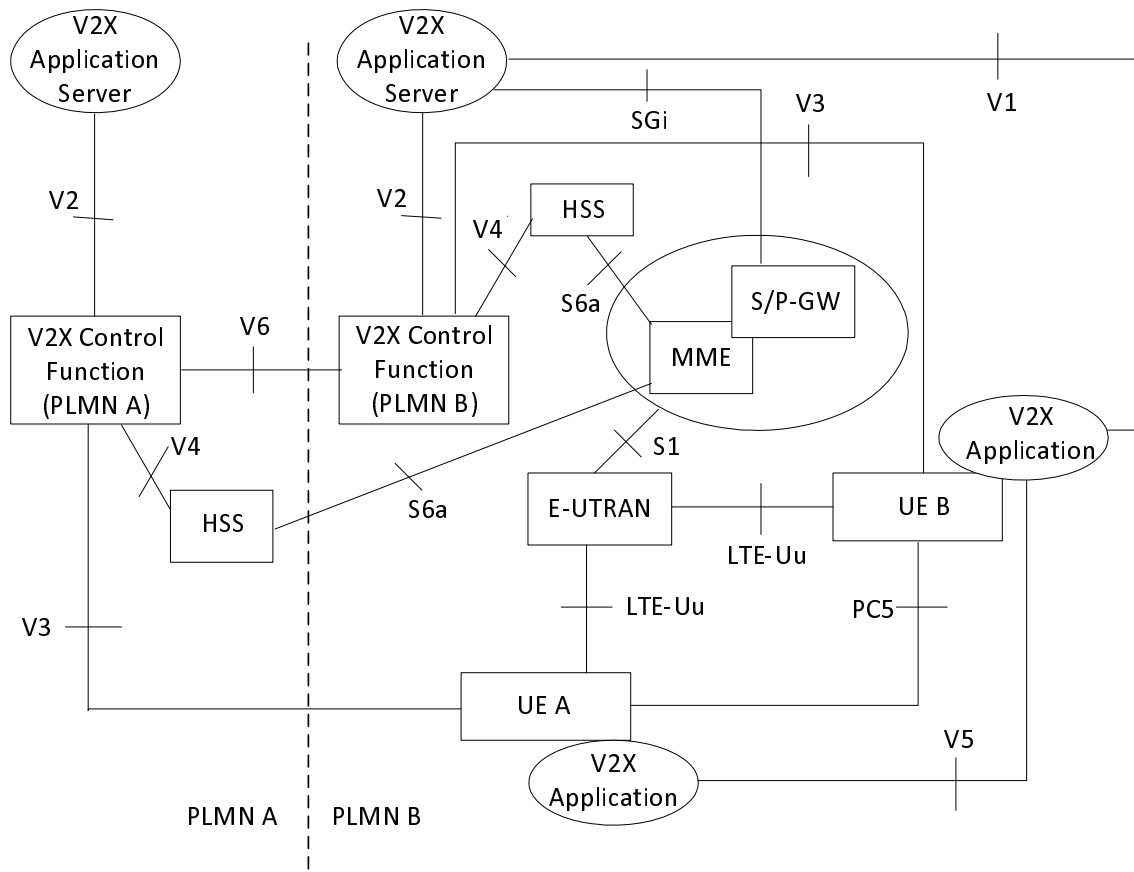 V2X
Application
Server
V2X
Application
Server
V1
SGi
V3
V2
V2
HSS
V4
S6a
S/P-GW
MME
V2X Control
Function
(PLMN A)
V6
V2X Control
Function
(PLMN B)
V4
HSS
S6a
S1
E-UTRAN
LTE-Uu
UE B
V2X
Application
V3
LTE-Uu
PC5
UE A
V2X
Application
V5
PLMN A
PLMN B